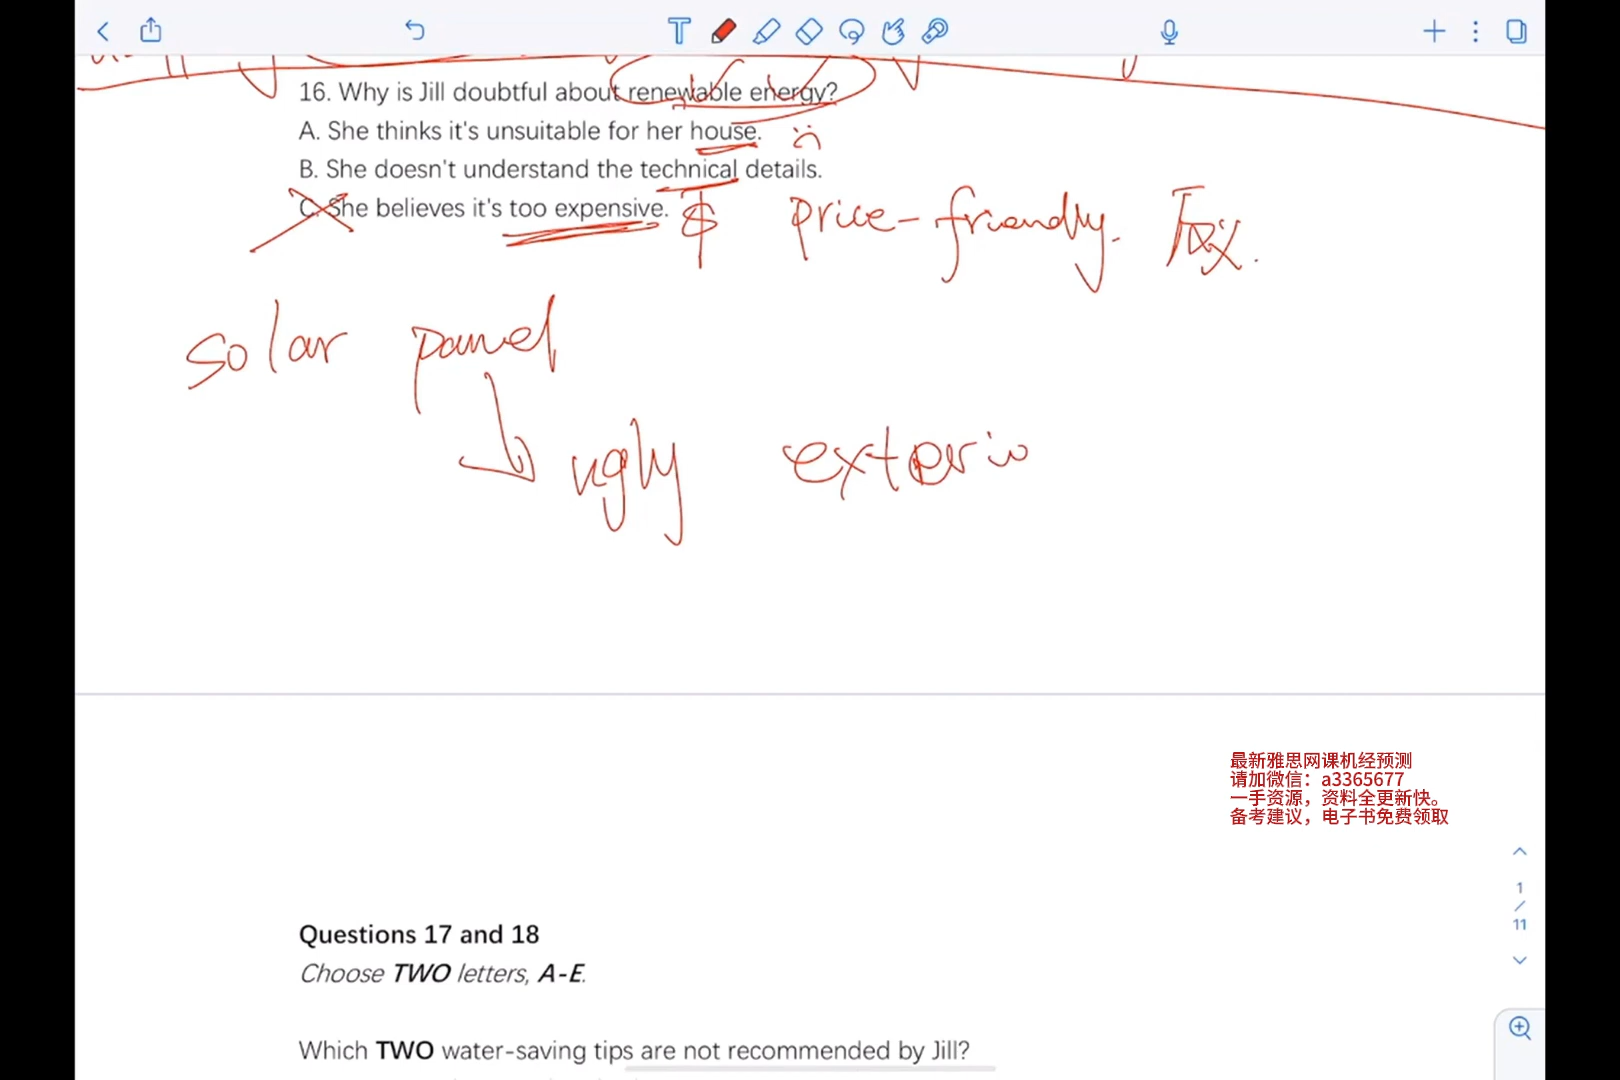 16. Why is Jill doubtful about renewable energy?
A. She thinks it's unsuitable for her house.
B. She doesn't understand the technical details.
C. She believes it's too expensive. $ price-friendly.
solar panel
ugly exterio
最新雅思网课机经预测
请加微信：a3365677
一手资源，资料全更新快。
备考建议，电子书免费领取
1
/
11
Questions 17 and 18
Choose TWO letters, A-E.
Which TWO water-saving tips are not recommended by Jill?